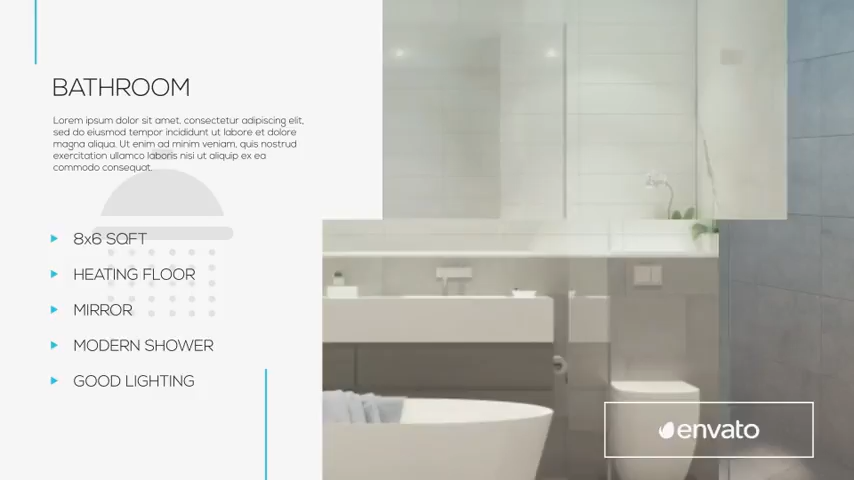 BATHROOM
Lorem ipsum dolor sit amet, consectetur adipiscing elit,
sed do eiusmod tempor incididunt ut labore et dolore
magna aliqua. Ut enim ad minim veniam, quis nostrud
exercitation ullamco laboris nisi ut aliquip ex ea
commodo consequat.
8x6 SQFT
HEATING FLOOR
MIRROR
MODERN SHOWER
GOOD LIGHTING
envato